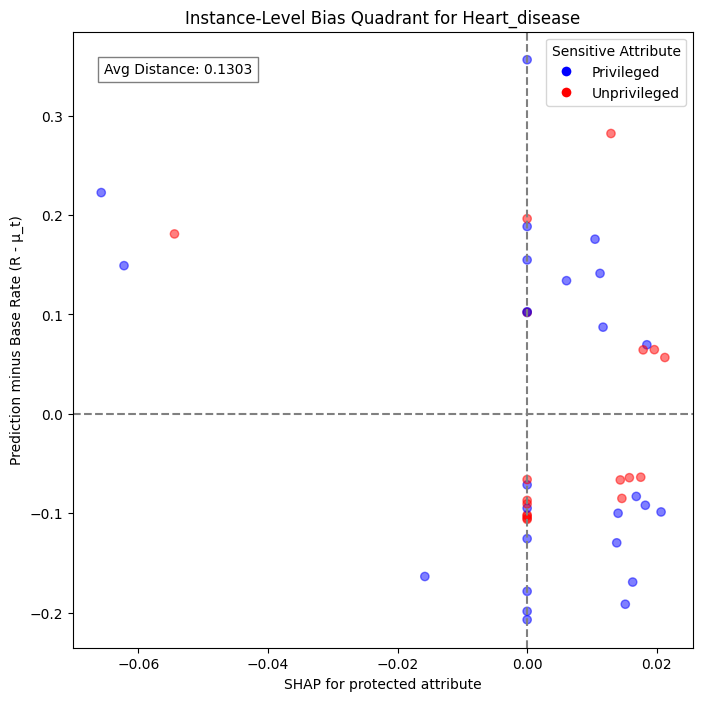 Instance-Level Bias Quadrant for Heart_disease
Avg Distance: 0.1303
Sensitive Attribute
Privileged
Unprivileged
Prediction minus Base Rate (R - μ_t)
0.3
0.2
0.1
0.0
−0.1
−0.2
−0.06
−0.04
−0.02
0.00
0.02
SHAP for protected attribute